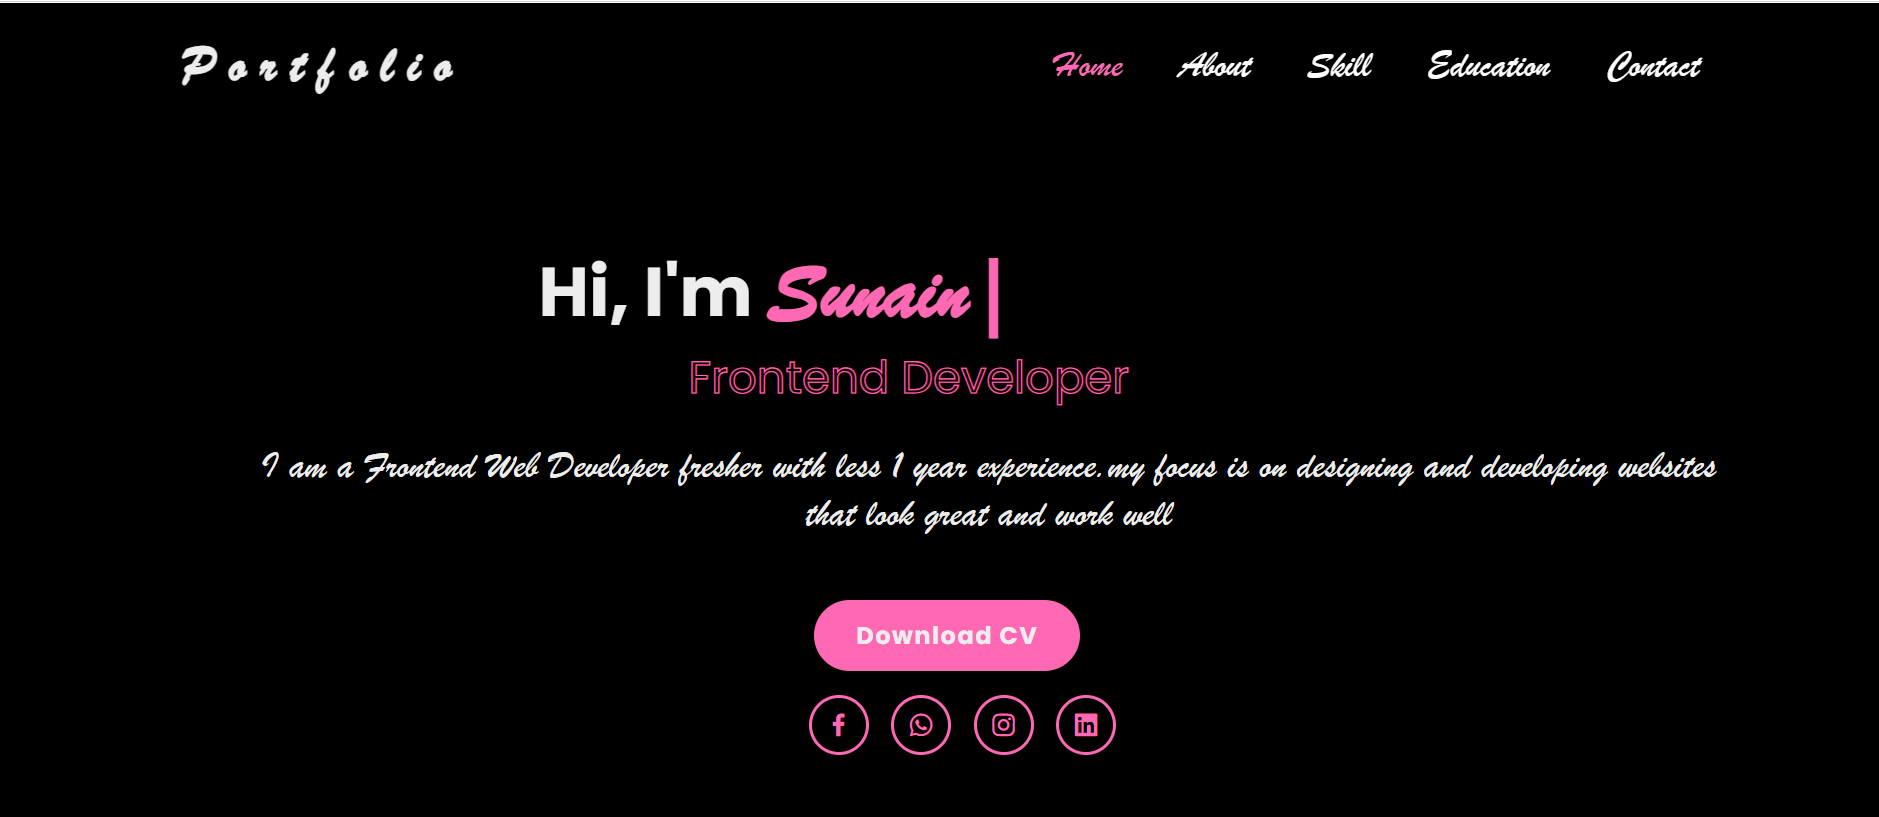 Portfolio
Home About Skill Education Contact
Hi, I'm Sunain
Frontend Developer
I am a Frontend Web Developer fresher with less 1 year experience.my focus is on designing and developing websites
that look great and work well
Download CV